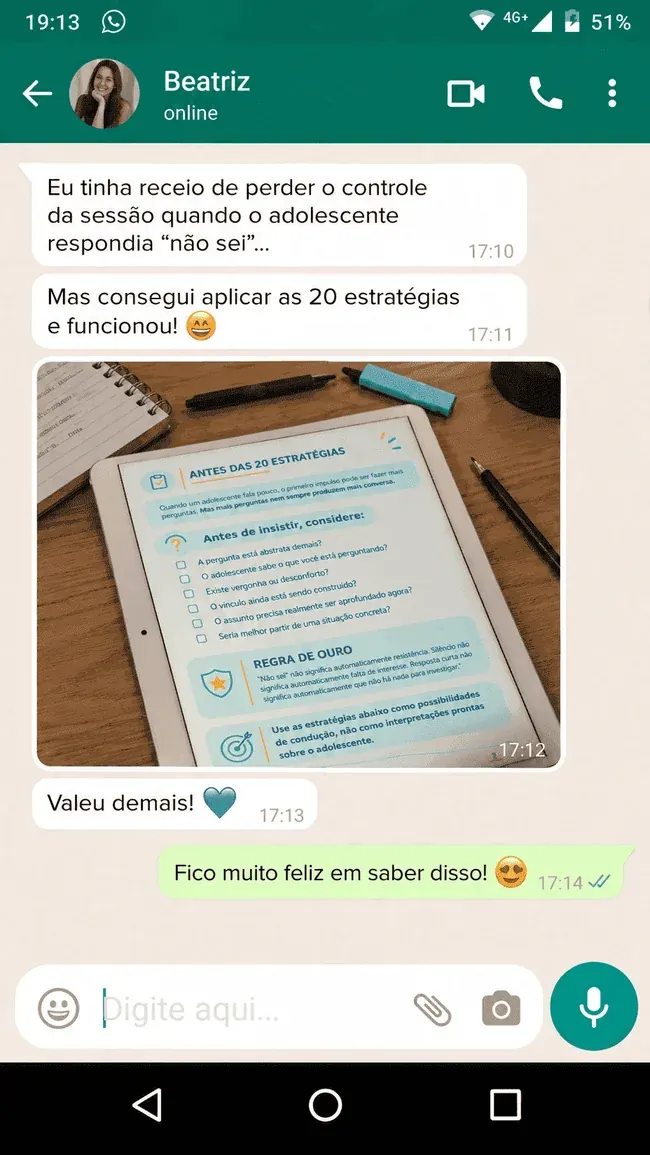 19:13
4G+
51%
Beatriz
online
Eu tinha receio de perder o controle
da sessão quando o adolescente
respondia “não sei”...
17:10
Mas consegui aplicar as 20 estratégias
e funcionou! 😄
17:11
ANTES DAS 20 ESTRATÉGIAS
Quando um adolescente fala pouco, o primeiro impulso pode ser fazer mais
perguntas. Mas mais perguntas nem sempre produzem mais conversa.
Antes de insistir, considere:
A pergunta está abstrata demais?
O adolescente sabe o que você está perguntando?
Existe vergonha ou desconforto?
O vínculo ainda está sendo construído?
O assunto precisa realmente ser aprofundado agora?
Seria melhor partir de uma situação concreta?
REGRA DE OURO
"Não sei" não significa automaticamente resistência. Silêncio não
significa automaticamente falta de interesse. Resposta curta não
significa automaticamente que não há nada para investigar."
Use as estratégias abaixo como possibilidades
de condução, não como interpretações prontas
sobre o adolescente.
17:12
Valeu demais! 💙
17:13
Fico muito feliz em saber disso! 😍
17:14
Digite aqui...